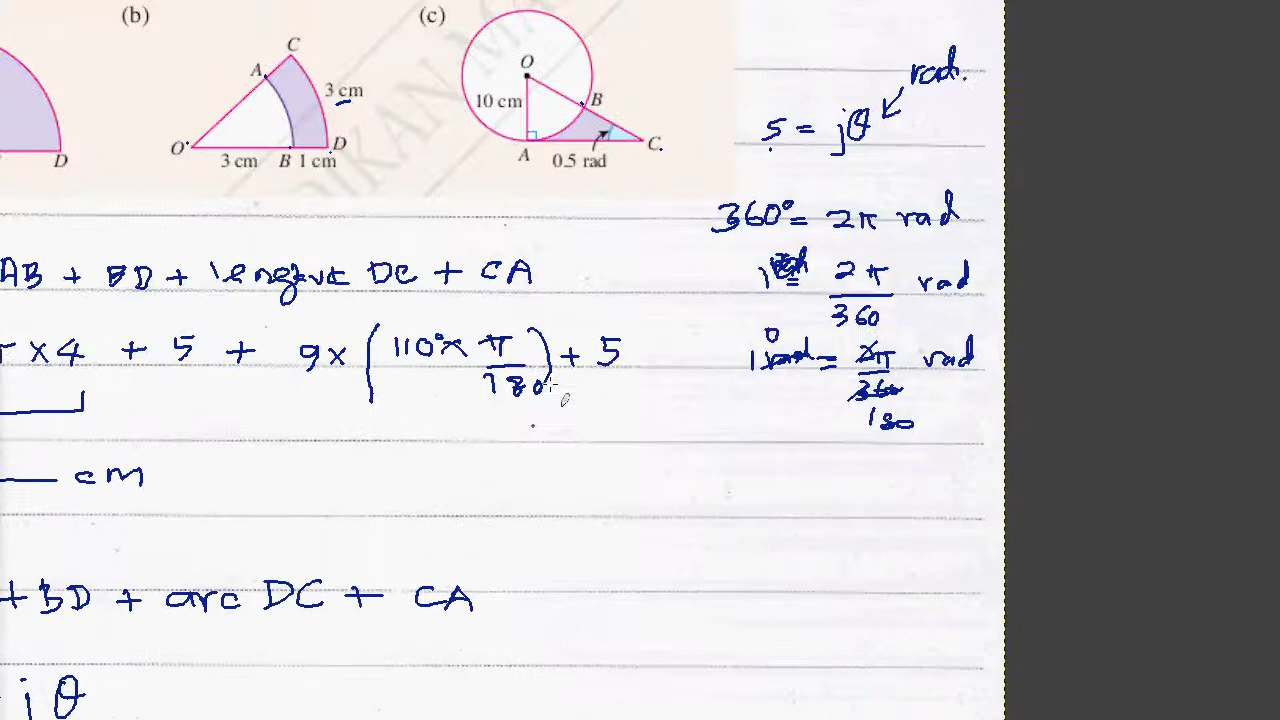 (b) (c)
C
A
3 cm
O
D
3 cm B 1 cm
D
O
10 cm
B
A
C
0.5 rad
rad.
s = jθ
360° = 2π rad
2π rad
360
1° = π rad
180
AB + BD + DC + CA
×4 + 5 + 9 × (110° × π) + 5
180
cm
+ BD + arc DC + CA
jθ